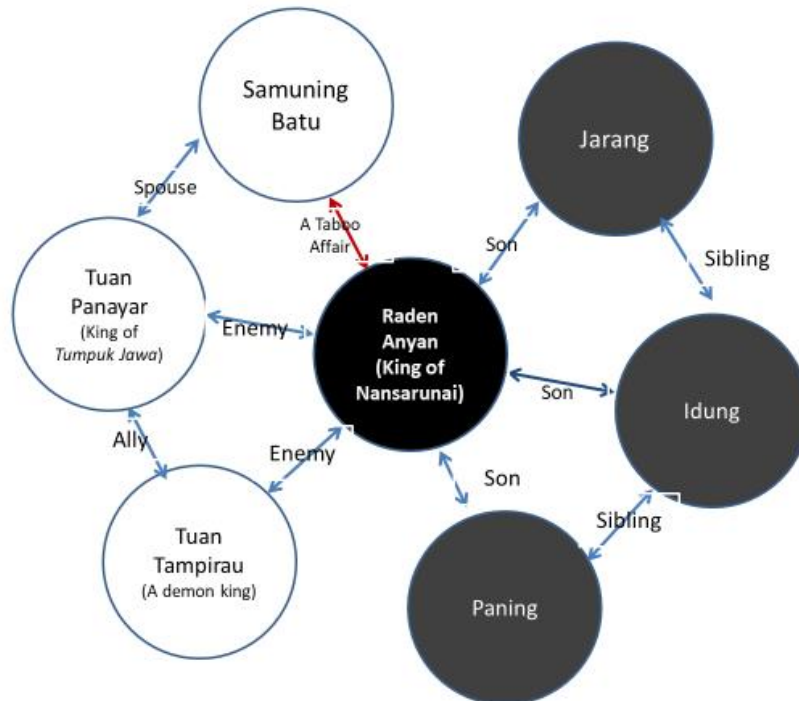 Samuning
Batu
Jarang
Spouse
A Taboo
Affair
Son
Sibling
Tuan
Panayar
(King of
Tumpuk Jawa)
Enemy
Raden
Anyan
(King of
Nansarunai)
Son
Idung
Ally
Enemy
Son
Sibling
Tuan
Tampirau
(A demon king)
Paning